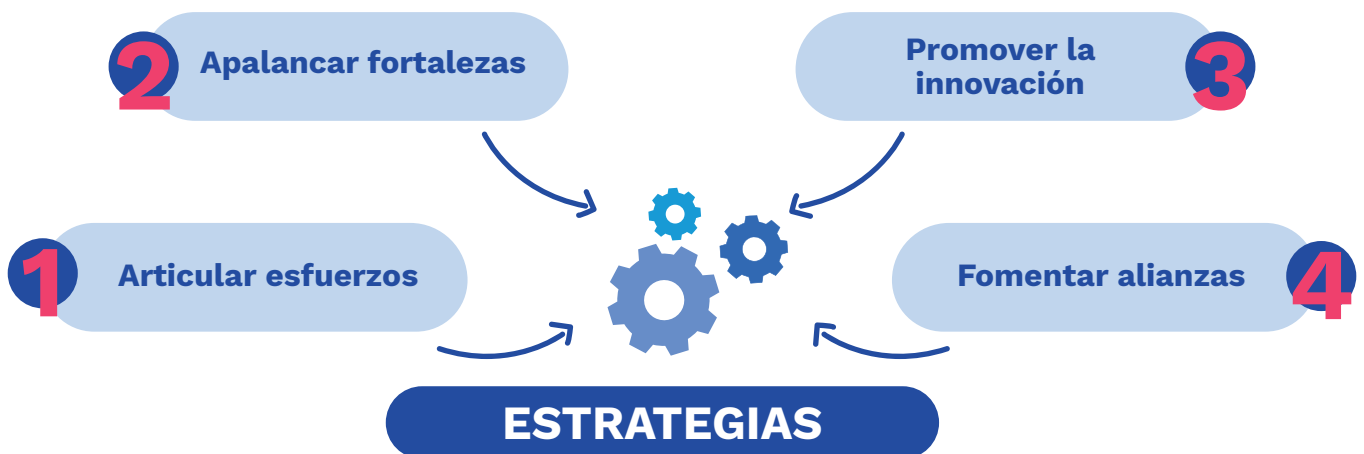 2
Apalancar fortalezas
Promover la
innovación
3
1
Articular esfuerzos
Fomentar alianzas
4
ESTRATEGIAS